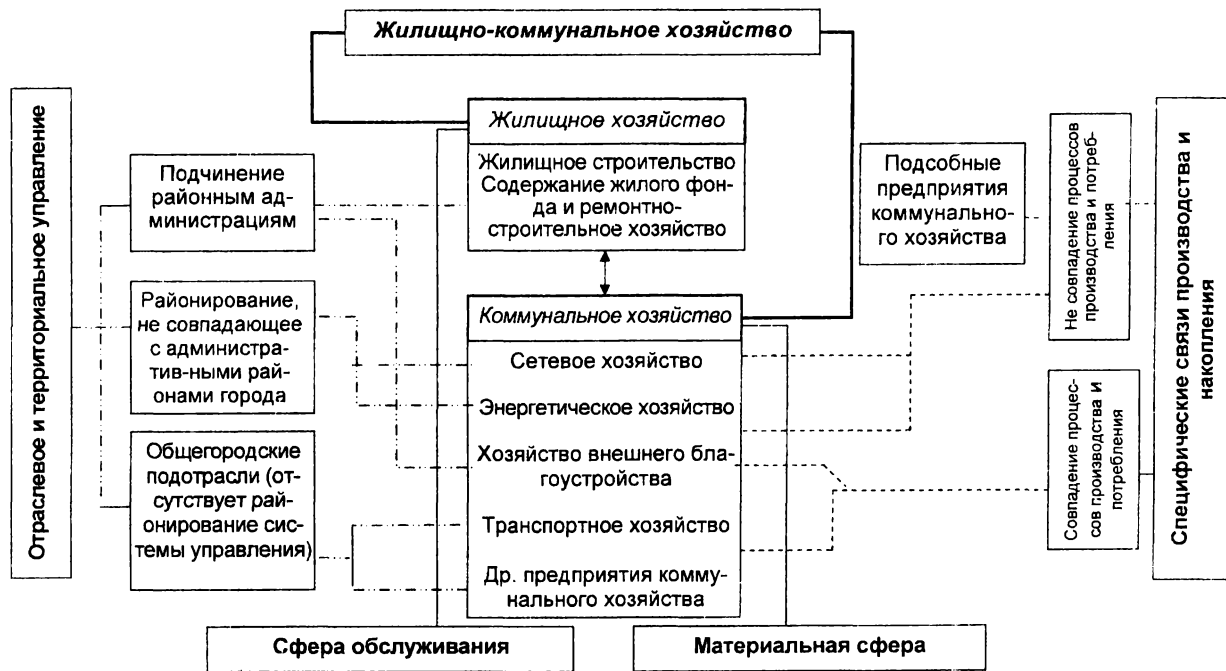 Жилищно-коммунальное хозяйство
Отраслевое и территориальное управление
Подчинение
районным ад-
министрациям
Районирование,
не совпадающее
с администра-
тив-ными рай-
онами города
Общегородские
подотрасли (от-
сутствует рай-
онирование сис-
темы управления)
Жилищное хозяйство
Жилищное строительство
Содержание жилого фон-
да и ремонтно-
строительное хозяйство
Коммунальное хозяйство
Сетевое хозяйство
Энергетическое хозяйство
Хозяйство внешнего бла-
гоустройства
Транспортное хозяйство
Др. предприятия комму-
нального хозяйства
Подсобные
предприятия
коммунально-
го хозяйства
Не совпадение процессов
производства и потреб-
ления
Совпадение процес-
сов производства и
потребления
Специфические связи производства и
накопления
Сфера обслуживания
Материальная сфера